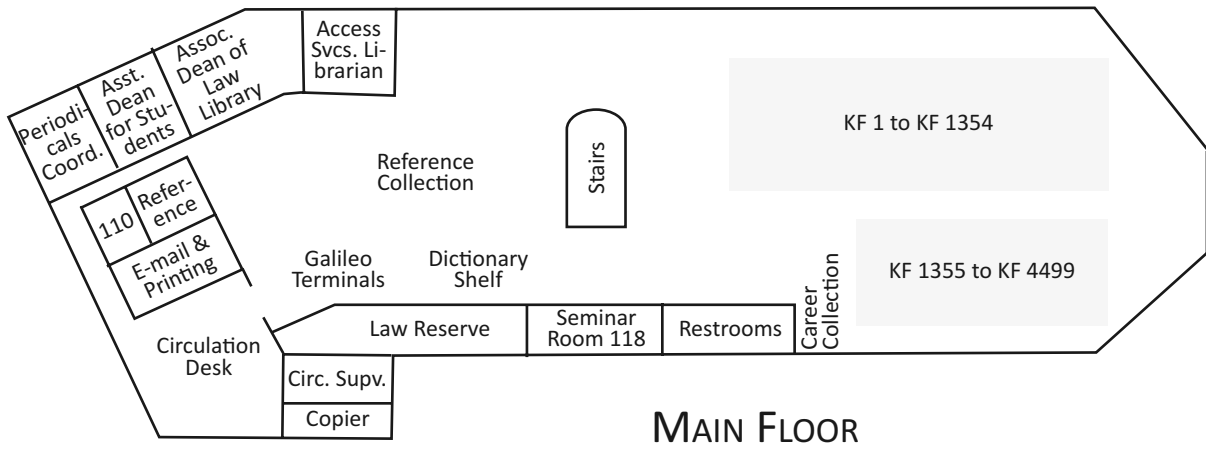 Periodi-
cals
Coord.
Asst.
Dean
for Stu-
dents
Assoc.
Dean of
Law
Library
Access
Svcs. Li-
brarian
KF 1 to KF 1354
Reference
Collection
Stairs
110
Refer-
ence
E-mail &
Printing
Galileo
Terminals
Dictionary
Shelf
Career
Collection
KF 1355 to KF 4499
Law Reserve
Seminar
Room 118
Restrooms
Circulation
Desk
Circ. Supv.
Copier
MAIN FLOOR